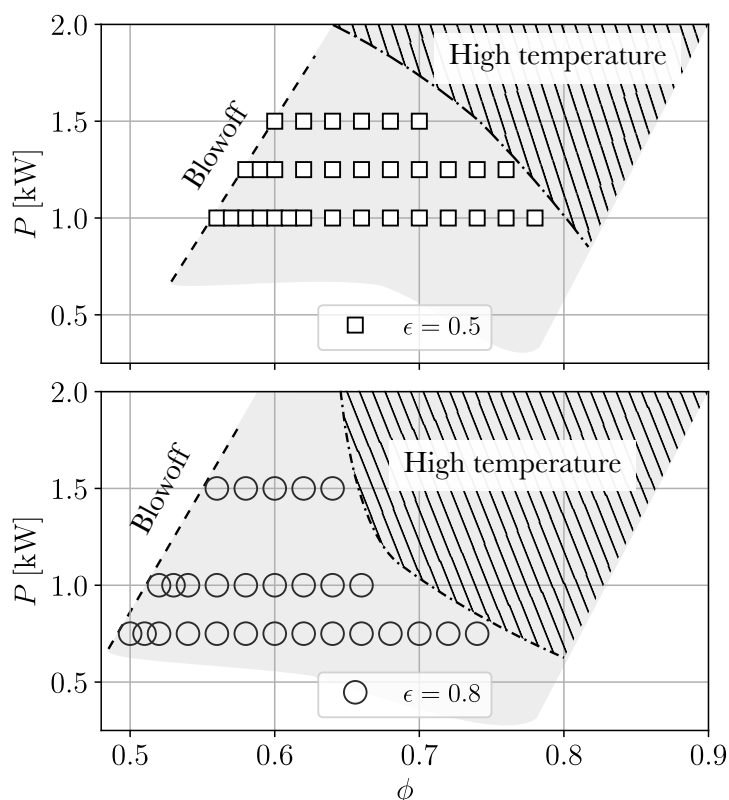 2.0
1.5
1.0
0.5
P [kW]
Blowoff
High temperature
ϵ = 0.5
2.0
1.5
1.0
0.5
P [kW]
Blowoff
High temperature
ϵ = 0.8
0.5 0.6 0.7 0.8 0.9
ϕ